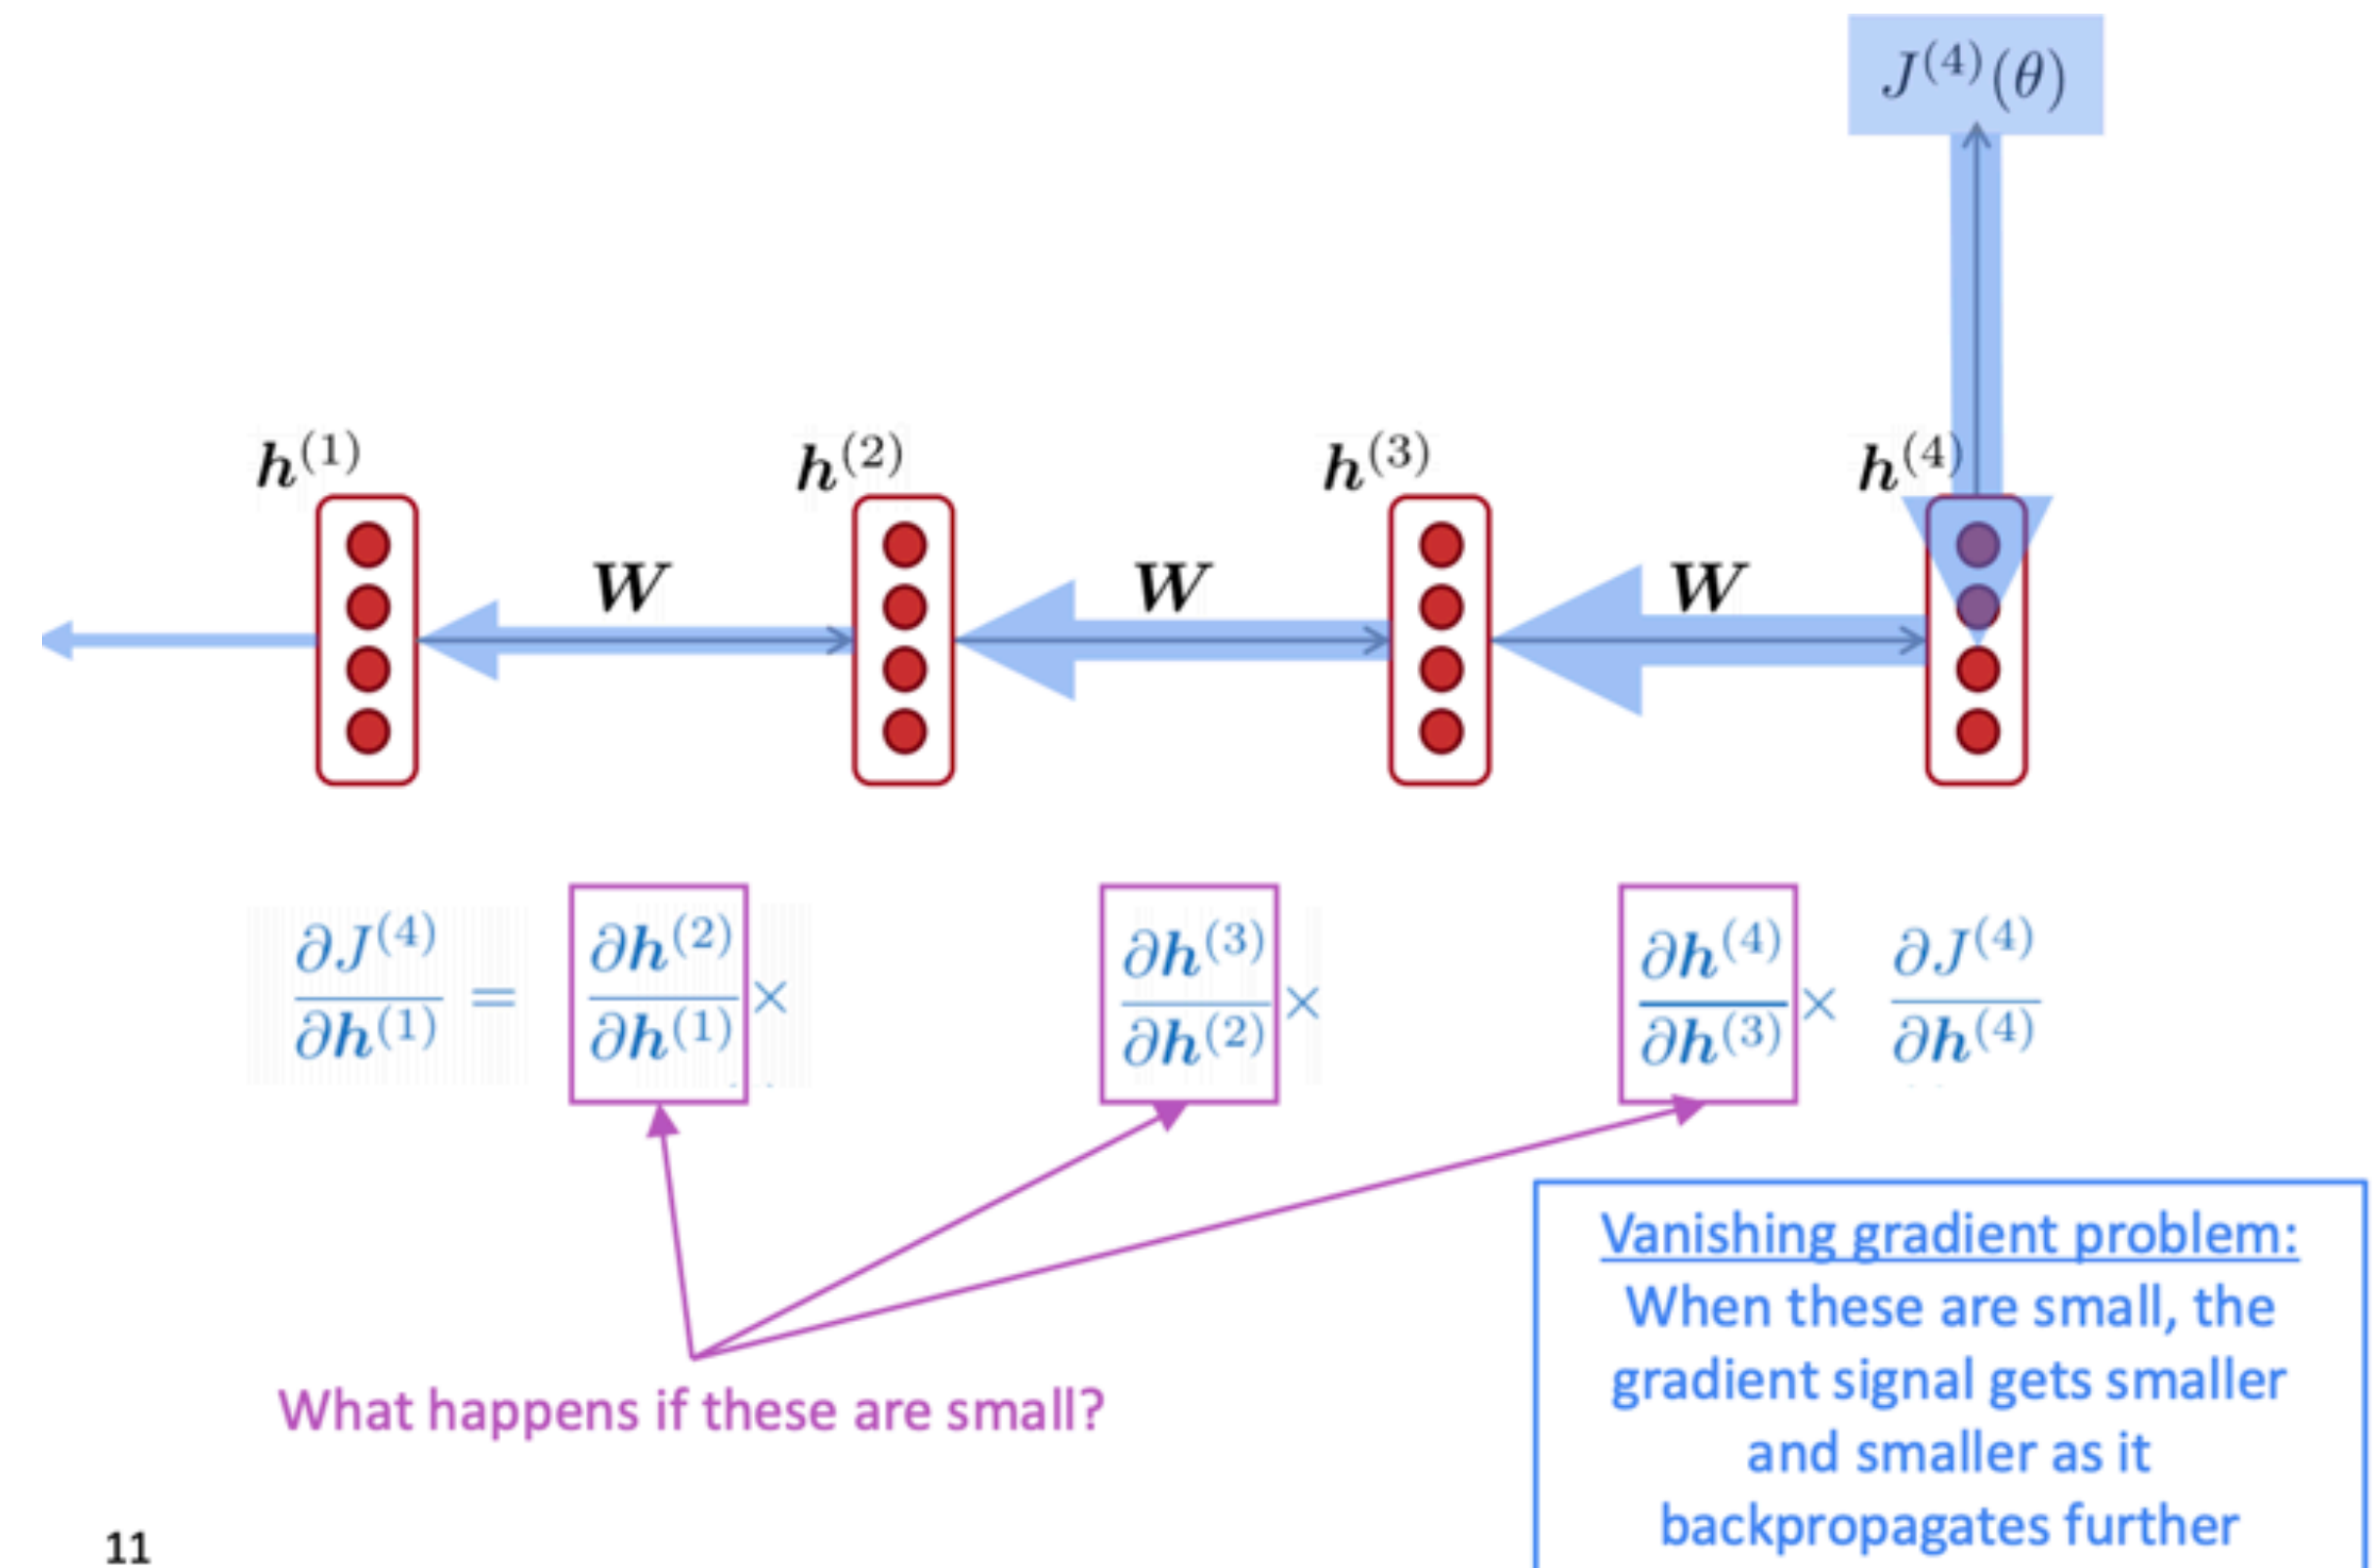 J^{(4)}(θ)
h^{(1)} h^{(2)} h^{(3)} h^{(4)}
W W W
∂J^{(4)}/∂h^{(1)} = ∂h^{(2)}/∂h^{(1)} × ∂h^{(3)}/∂h^{(2)} × ∂h^{(4)}/∂h^{(3)} × ∂J^{(4)}/∂h^{(4)}
What happens if these are small?
Vanishing gradient problem:
When these are small, the
gradient signal gets smaller
and smaller as it
backpropagates further
11